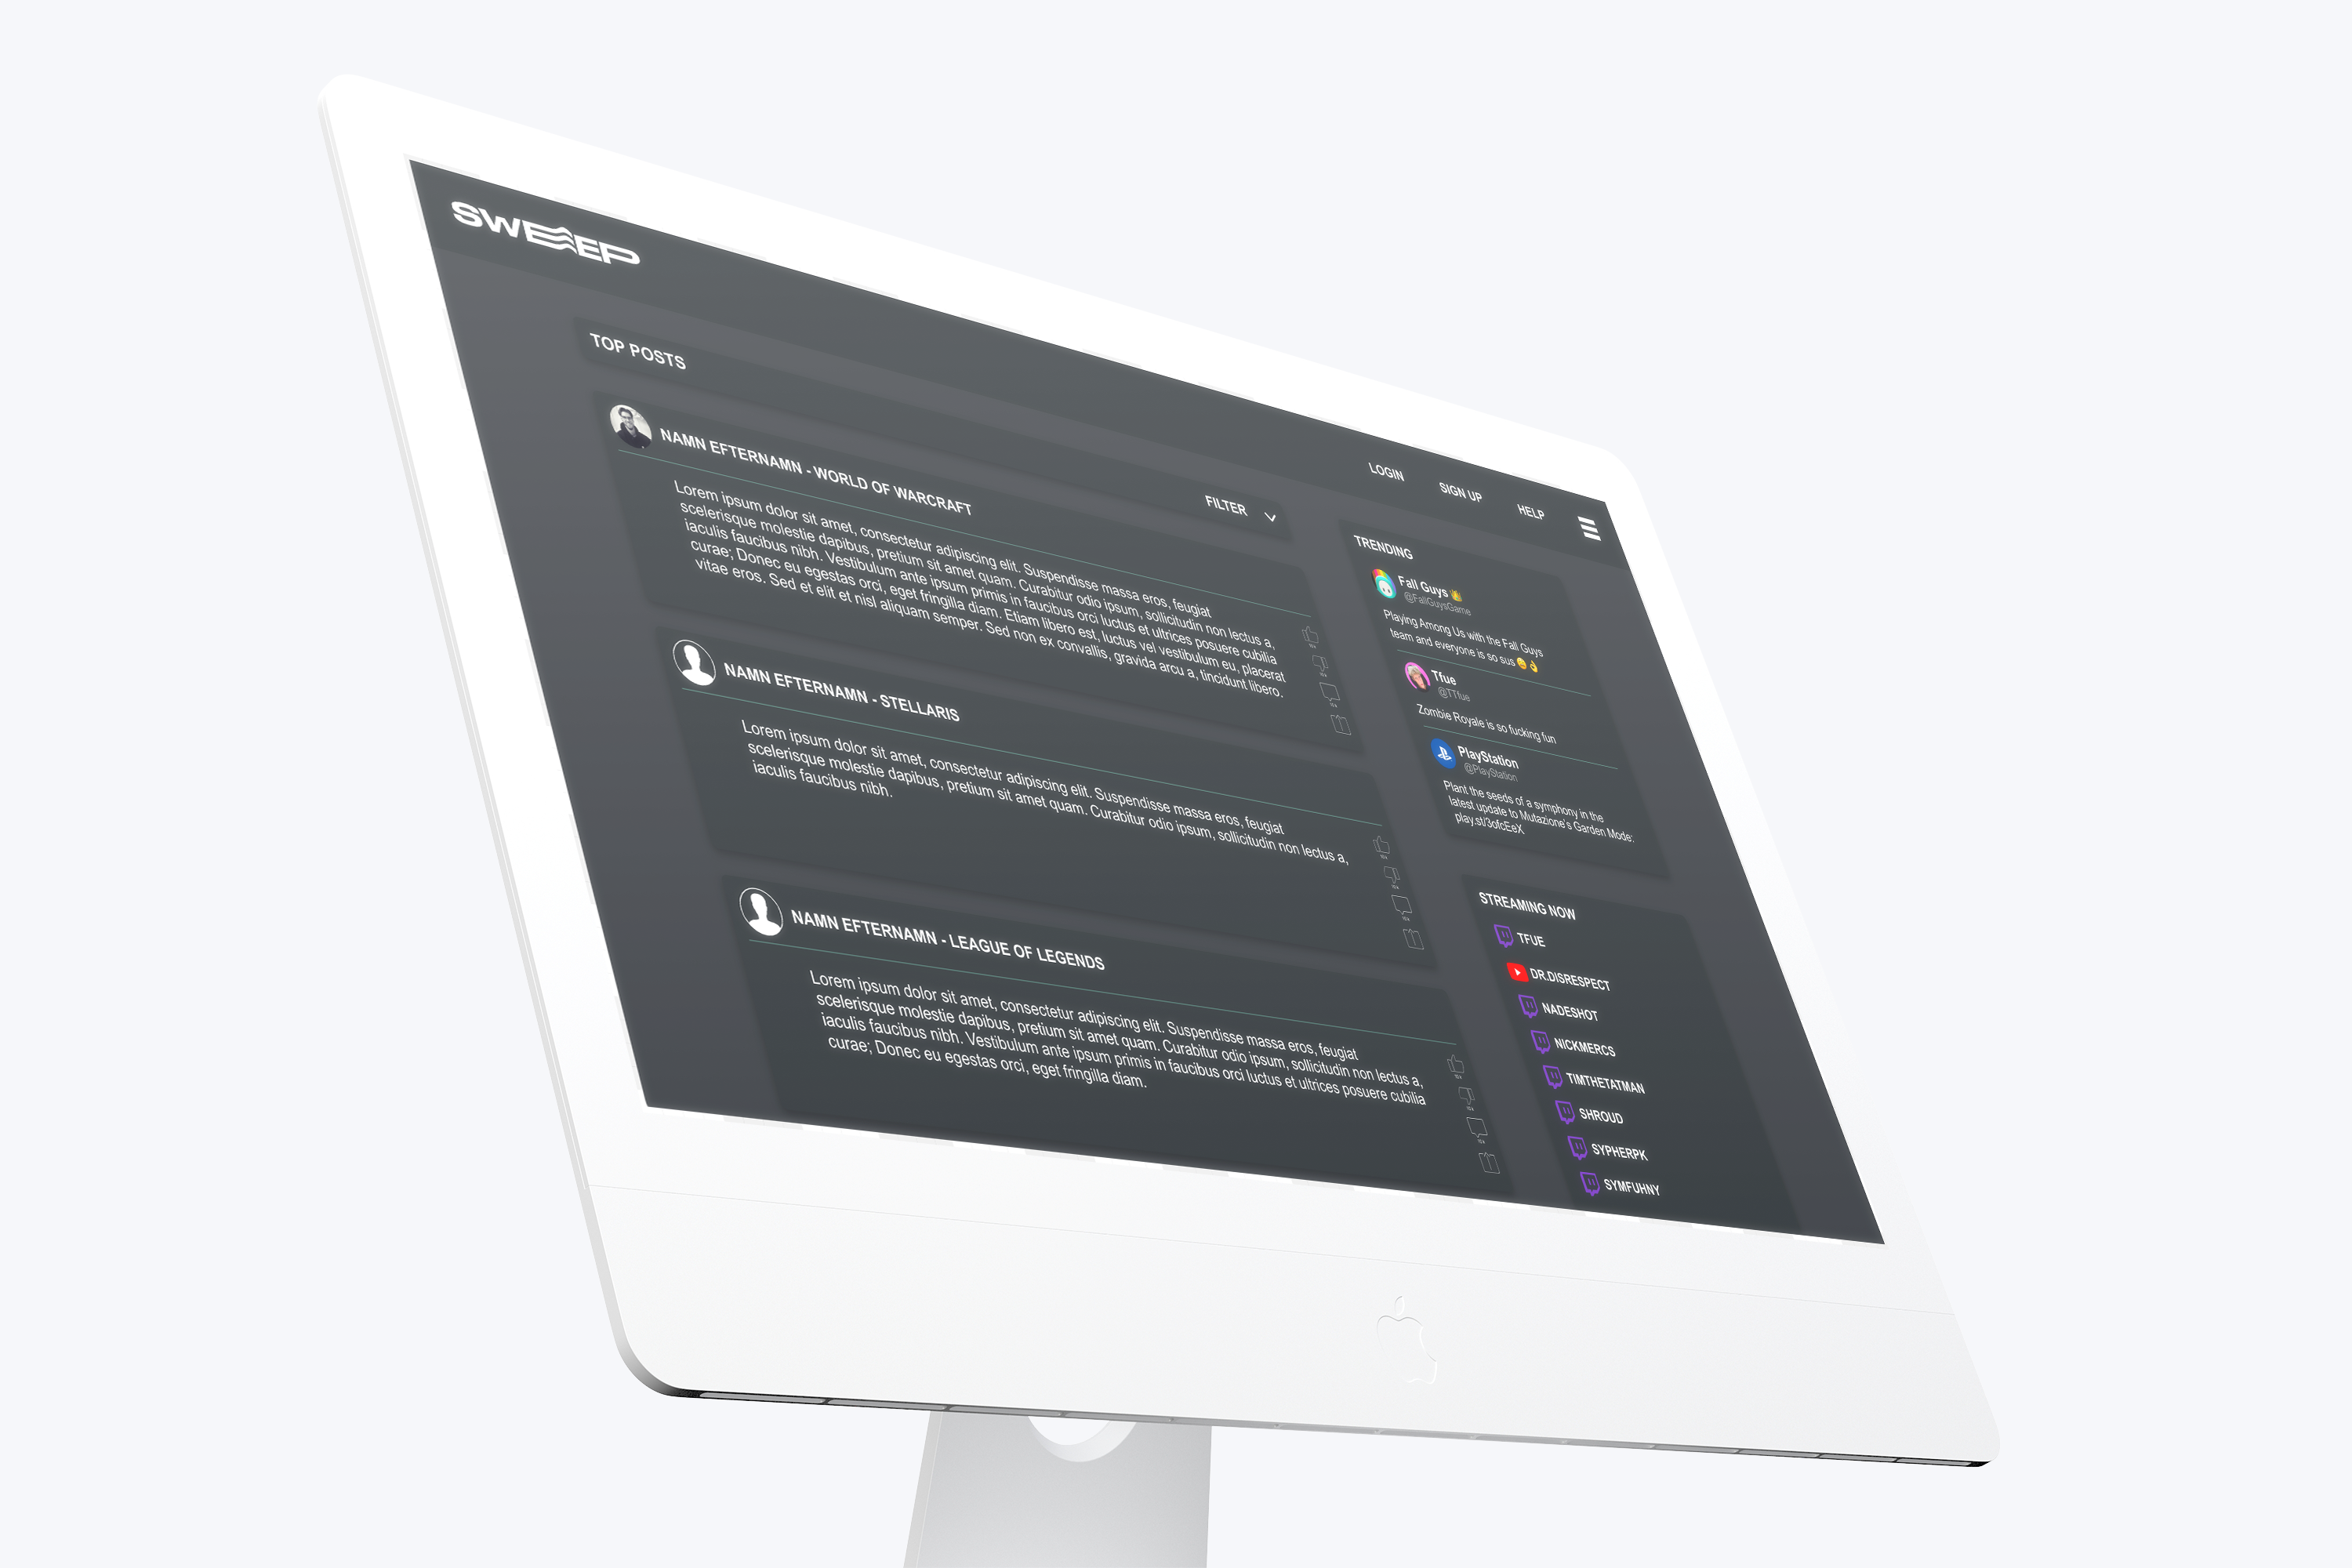 SWEEP
LOGIN
SIGN UP
HELP
TOP POSTS
FILTER
NAMN EFTERNAMN - WORLD OF WARCRAFT
Lorem ipsum dolor sit amet, consectetur adipiscing elit. Suspendisse massa eros, feugiat
scelerisque molestie dapibus, pretium sit amet quam. Curabitur odio ipsum, sollicitudin non lectus a,
iaculis faucibus nibh. Vestibulum ante ipsum primis in faucibus orci luctus et ultrices posuere cubilia
curae; Donec eu egestas orci, eget fringilla diam. Etiam libero est, luctus vel vestibulum eu, placerat
vitae eros. Sed et elit et nisl aliquam semper. Sed non ex convallis, gravida arcu a, tincidunt libero.
NAMN EFTERNAMN - STELLARIS
Lorem ipsum dolor sit amet, consectetur adipiscing elit. Suspendisse massa eros, feugiat
scelerisque molestie dapibus, pretium sit amet quam. Curabitur odio ipsum, sollicitudin non lectus a,
iaculis faucibus nibh.
NAMN EFTERNAMN - LEAGUE OF LEGENDS
Lorem ipsum dolor sit amet, consectetur adipiscing elit. Suspendisse massa eros, feugiat
scelerisque molestie dapibus, pretium sit amet quam. Curabitur odio ipsum, sollicitudin non lectus a,
iaculis faucibus nibh. Vestibulum ante ipsum primis in faucibus orci luctus et ultrices posuere cubilia
curae; Donec eu egestas orci, eget fringilla diam.
TRENDING
Fall Guys 👑
@FallGuysGame
Playing Among Us with the Fall Guys
team and everyone is so sus 😳👌
Tfue
@TTfue
Zombie Royale is so fucking fun
PlayStation
@PlayStation
Plant the seeds of a symphony in the
latest update to Mutazione's Garden Mode:
play.st/3ofcEeX
STREAMING NOW
TFUE
DR.DISRESPECT
NADESHOT
NICKMERCS
TIMTHETATMAN
SHROUD
SYPHERPK
SYMFUHNY